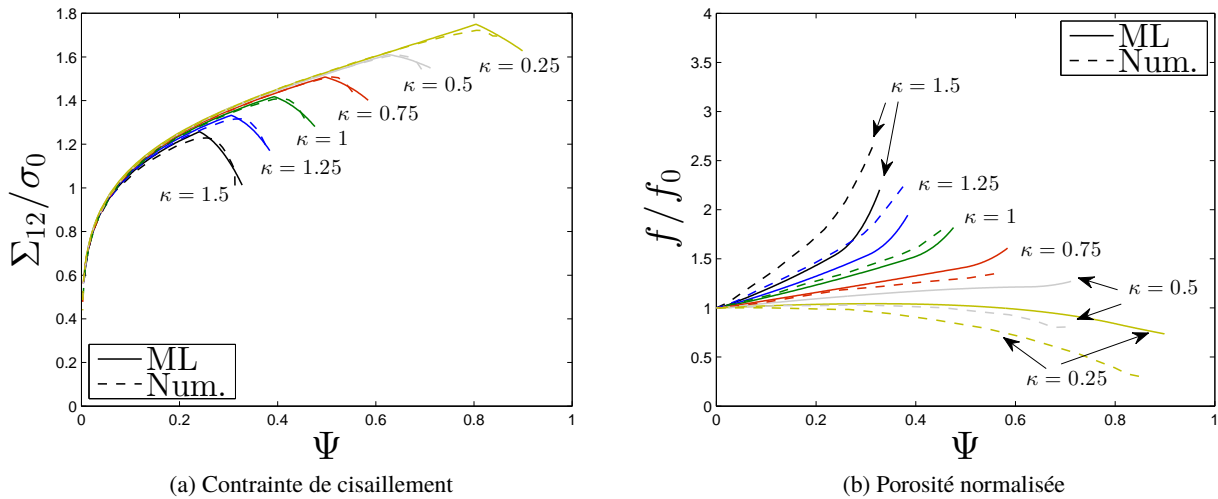 1.8
1.6
1.4
1.2
1
0.8
0.6
0.4
0.2
0
0
0.2
0.4
0.6
0.8
1
Σ₁₂/σ₀
Ψ
κ = 0.25
κ = 0.5
κ = 0.75
κ = 1
κ = 1.25
κ = 1.5
ML
Num.
(a) Contrainte de cisaillement
4
3.5
3
2.5
2
1.5
1
0.5
0
0
0.2
0.4
0.6
0.8
1
f/f₀
Ψ
ML
Num.
κ = 1.5
κ = 1.25
κ = 1
κ = 0.75
κ = 0.5
κ = 0.25
(b) Porosité normalisée